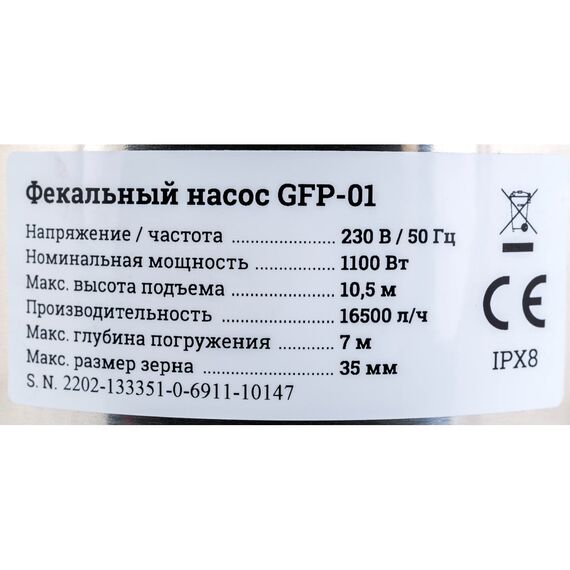 Фекальный насос GFP-01
Напряжение / частота ............... 230 В / 50 Гц
Номинальная мощность ............ 1100 Вт
Макс. высота подъема ............... 10,5 м
Производительность ................. 16500 л/ч
Макс. глубина погружения ........ 7 м
Макс. размер зерна .................... 35 мм
S. N. 2202-133351-0-6911-10147
CE
IPX8